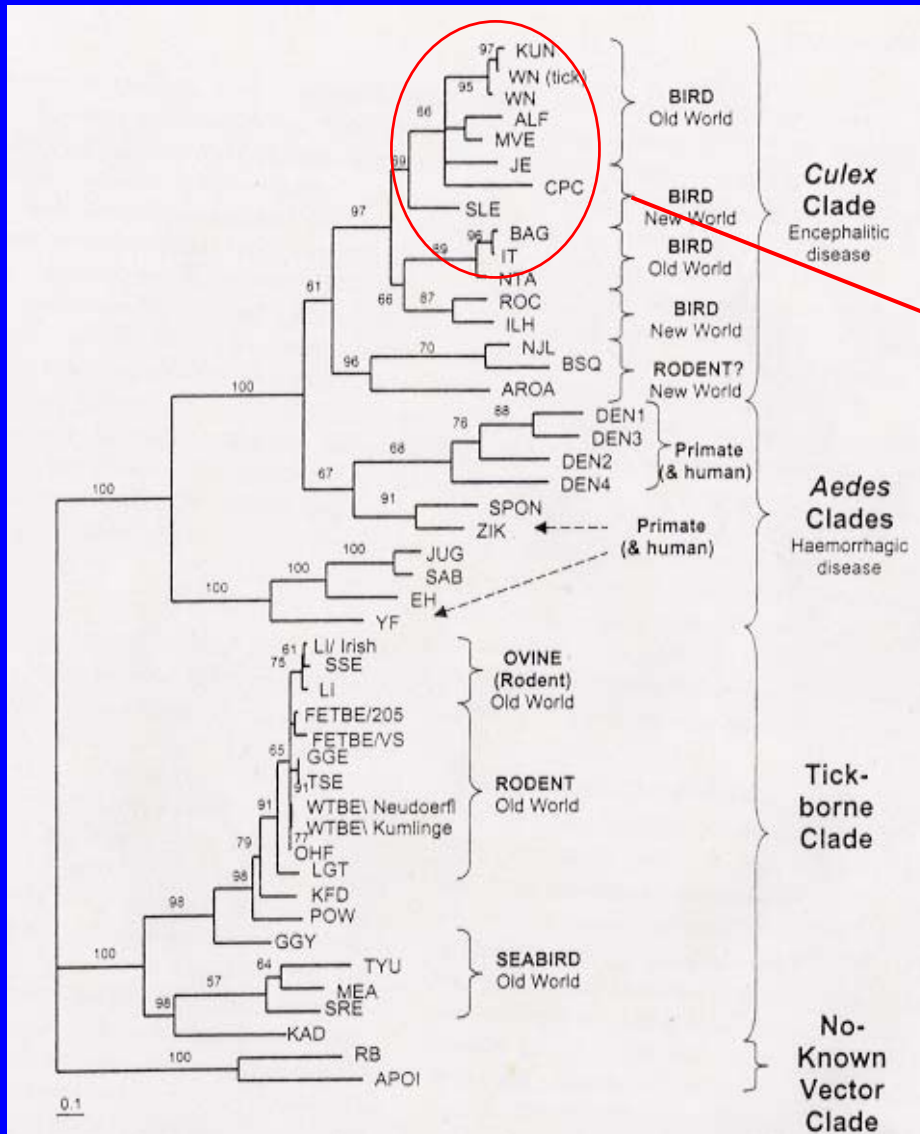 97
KUN
WN (tick)
95
WN
66
ALF
MVE
BIRD
Old World
JE
CPC
69
SLE
BIRD
New World
Culex
Clade
Encephalitic
disease
97
96
BAG
89
IT
NTA
BIRD
Old World
61
66
87
ROC
ILH
BIRD
New World
70
NJL
BSQ
96
AROA
RODENT?
New World
100
88
DEN1
76
DEN3
68
DEN2
DEN4
Primate
(& human)
67
91
SPON
ZIK
Primate
(& human)
Aedes
Clades
Haemorrhagic
disease
100
100
JUG
100
SAB
100
EH
YF
61
LI/ Irish
75
SSE
LI
OVINE
(Rodent)
Old World
FETBE/205
FETBE/VS
65
GGE
TSE
91
WTBE\ Neudoerfl
WTBE\ Kumlinge
77
OHF
91
LGT
RODENT
Old World
79
KFD
98
POW
98
GGY
Tick-
borne
Clade
100
64
TYU
57
MEA
SRE
98
KAD
SEABIRD
Old World
100
RB
APOI
No-
Known
Vector
Clade
0.1